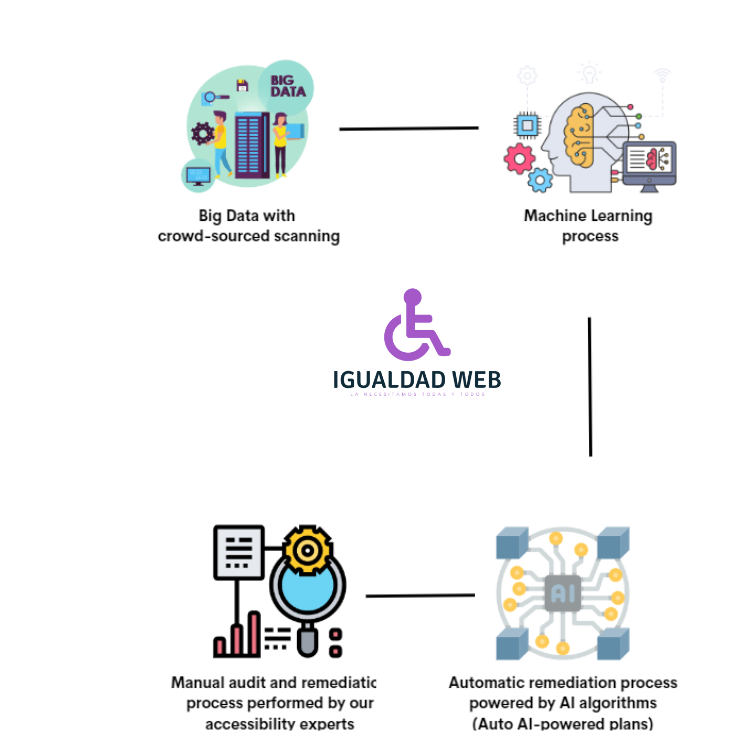 BIG
DATA
Big Data with
crowd-sourced scanning
Machine Learning
process
IGUALDAD WEB
LA NECESITAMOS TODAS Y TODOS
AI
Manual audit and remediatic
process performed by our
accessibility experts
Automatic remediation process
powered by AI algorithms
(Auto AI-powered plans)